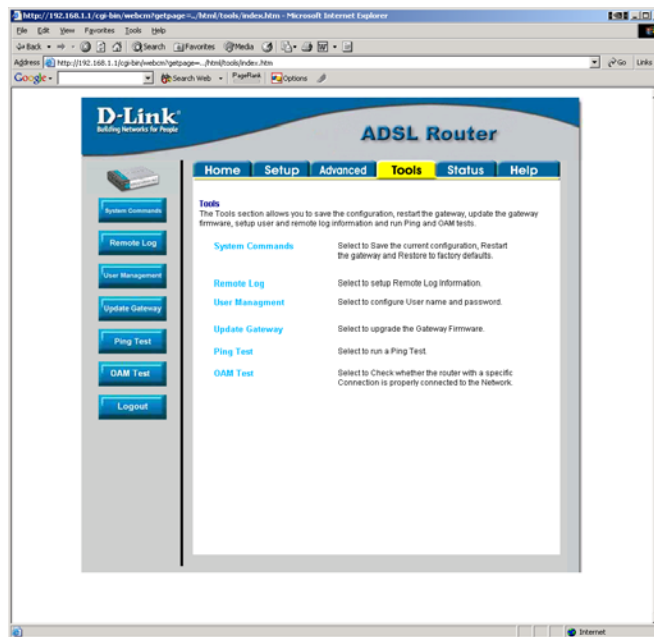 http://192.168.1.1/cgi-bin/webcm?getpage=../html/tools/index.htm - Microsoft Internet Explorer
File Edit View Favorites Tools Help
Back Search Favorites Media
Address http://192.168.1.1/cgi-bin/webcm?getpage=../html/tools/index.htm Go Links
Google Search Web PageRank Options
D-Link
Building Networks for People
ADSL Router
Home Setup Advanced Tools Status Help
System Commands
Remote Log
User Management
Update Gateway
Ping Test
OAM Test
Logout
Tools
The Tools section allows you to save the configuration, restart the gateway, update the gateway
firmware, setup user and remote log information and run Ping and OAM tests.
System Commands Select to Save the current configuration, Restart
the gateway and Restore to factory defaults.
Remote Log Select to setup Remote Log Information.
User Managment Select to configure User name and password.
Update Gateway Select to upgrade the Gateway Firmware.
Ping Test Select to run a Ping Test.
OAM Test Select to Check whether the router with a specific
Connection is properly connected to the Network.
Internet